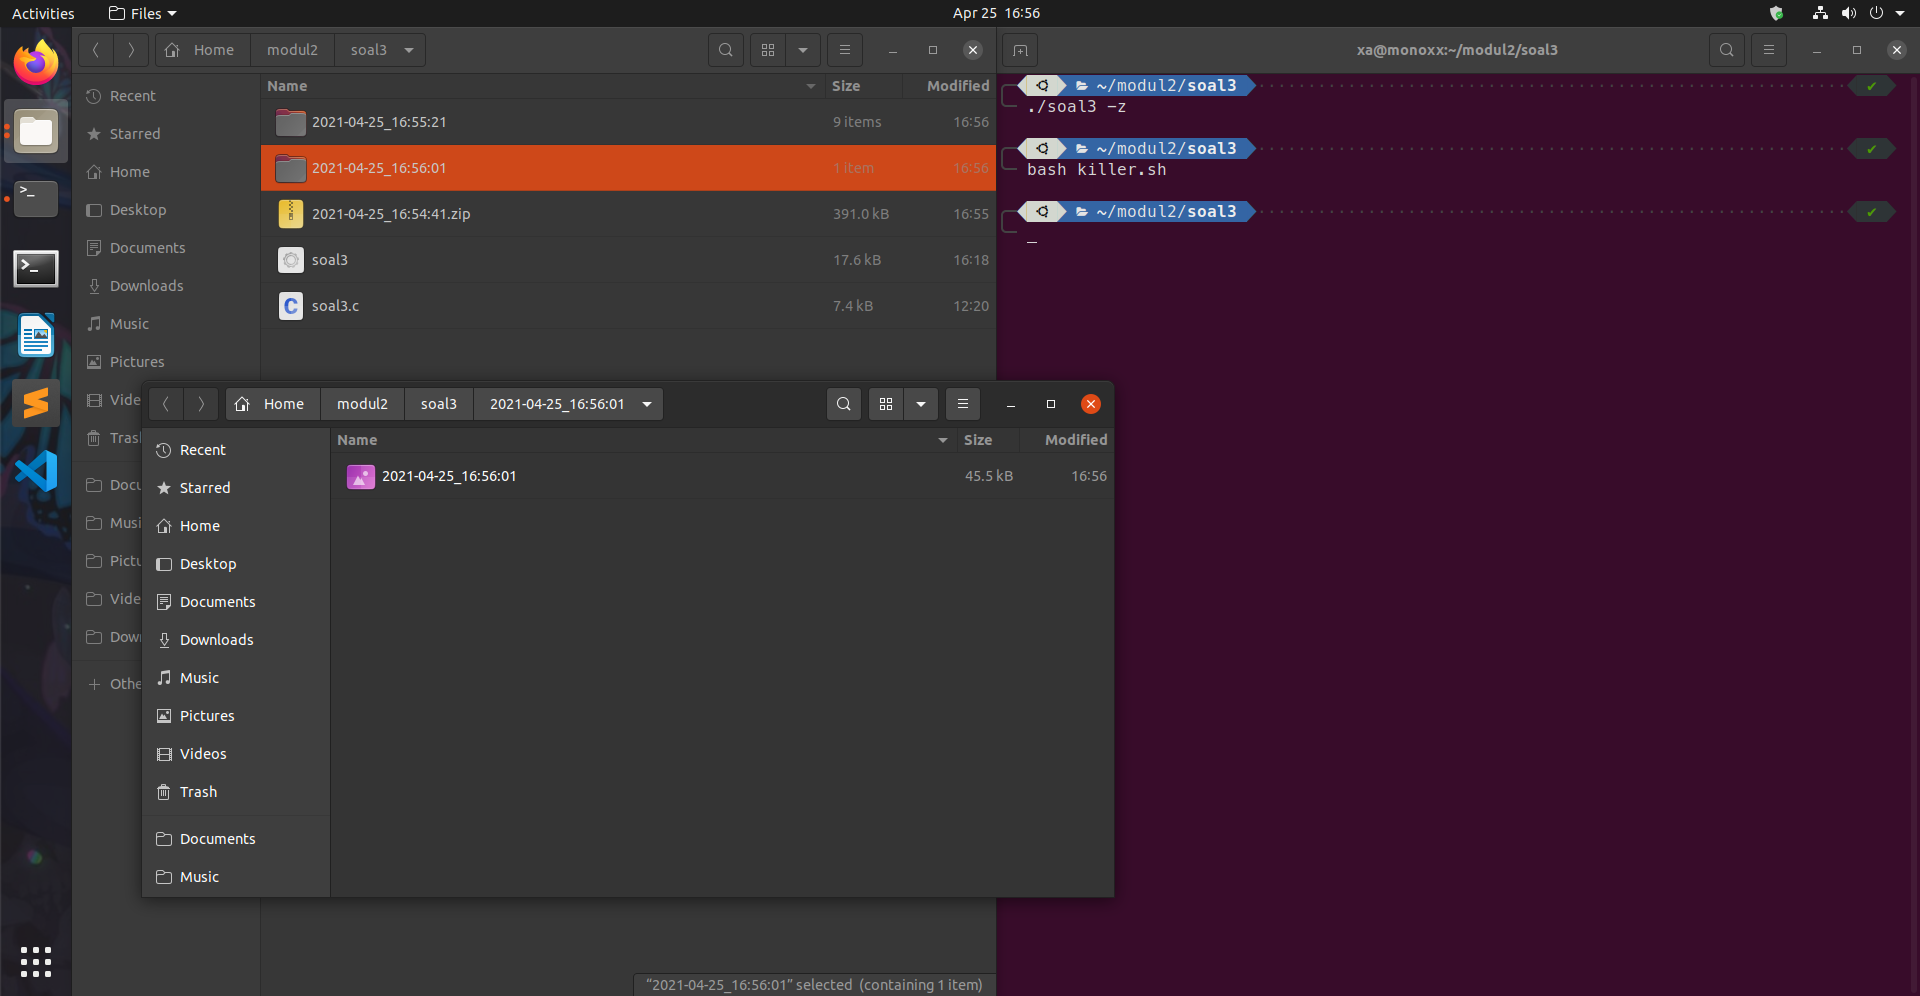 Activities Files Apr 25 16:56
Home modul2 soal3
Name Size Modified
Recent
Starred
Home
Desktop
Documents
Downloads
Music
Pictures
Vide
Tras
Docu
Musi
Pictu
Vide
Dow
+ Othe
2021-04-25_16:55:21 9 items 16:56
2021-04-25_16:56:01 1 item 16:56
2021-04-25_16:54:41.zip 391.0 kB 16:55
soal3 17.6 kB 16:18
soal3.c 7.4 kB 12:20
"2021-04-25_16:56:01" selected (containing 1 item)
Home modul2 soal3 2021-04-25_16:56:01
Name Size Modified
Recent
Starred
Home
Desktop
Documents
Downloads
Music
Pictures
Videos
Trash
Documents
Music
2021-04-25_16:56:01 45.5 kB 16:56
xa@monoxx:~/modul2/soal3
~/modul2/soal3 ✔
./soal3 -z
~/modul2/soal3 ✔
bash killer.sh
~/modul2/soal3 ✔
_